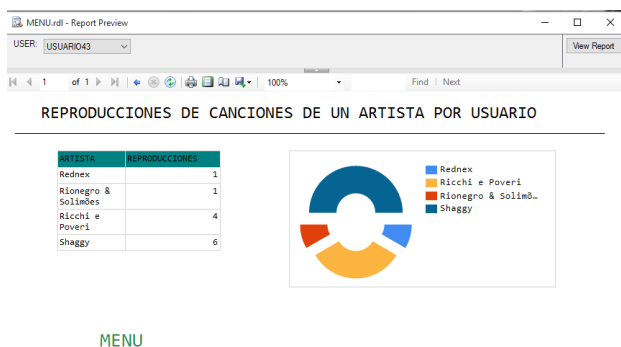 MENU.rdl - Report Preview
USER: USUARIO43
View Report
1 of 1 100% Find | Next
REPRODUCCIONES DE CANCIONES DE UN ARTISTA POR USUARIO
ARTISTA REPRODUCCIONES
Rednex 1
Rionegro & 1
Solimões
Ricchi e 4
Poveri
Shaggy 6
Rednex
Ricchi e Poveri
Rionegro & Solimõ…
Shaggy
MENU